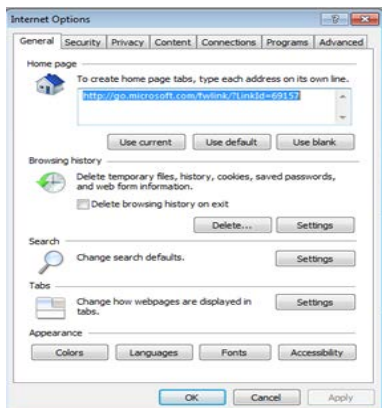 Internet Options
General Security Privacy Content Connections Programs Advanced
Home page
To create home page tabs, type each address on its own line.
http://go.microsoft.com/fwlink/?LinkId=69157
Use current Use default Use blank
Browsing history
Delete temporary files, history, cookies, saved passwords,
and web form information.
Delete browsing history on exit
Delete... Settings
Search
Change search defaults. Settings
Tabs
Change how webpages are displayed in Settings
tabs.
Appearance
Colors Languages Fonts Accessibility
OK Cancel Apply